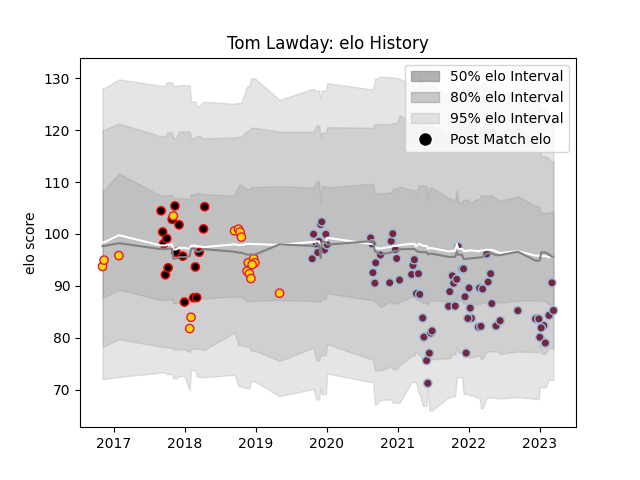 Tom Lawday: elo History
50% elo Interval
80% elo Interval
95% elo Interval
Post Match elo
elo score
130
120
110
100
90
80
70
2017 2018 2019 2020 2021 2022 2023